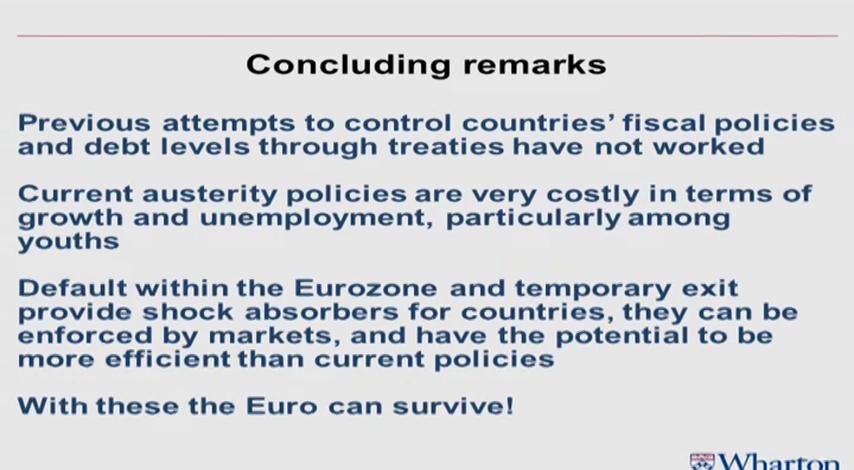 Concluding remarks
Previous attempts to control countries' fiscal policies
and debt levels through treaties have not worked
Current austerity policies are very costly in terms of
growth and unemployment, particularly among
youths
Default within the Eurozone and temporary exit
provide shock absorbers for countries, they can be
enforced by markets, and have the potential to be
more efficient than current policies
With these the Euro can survive!
Wharton